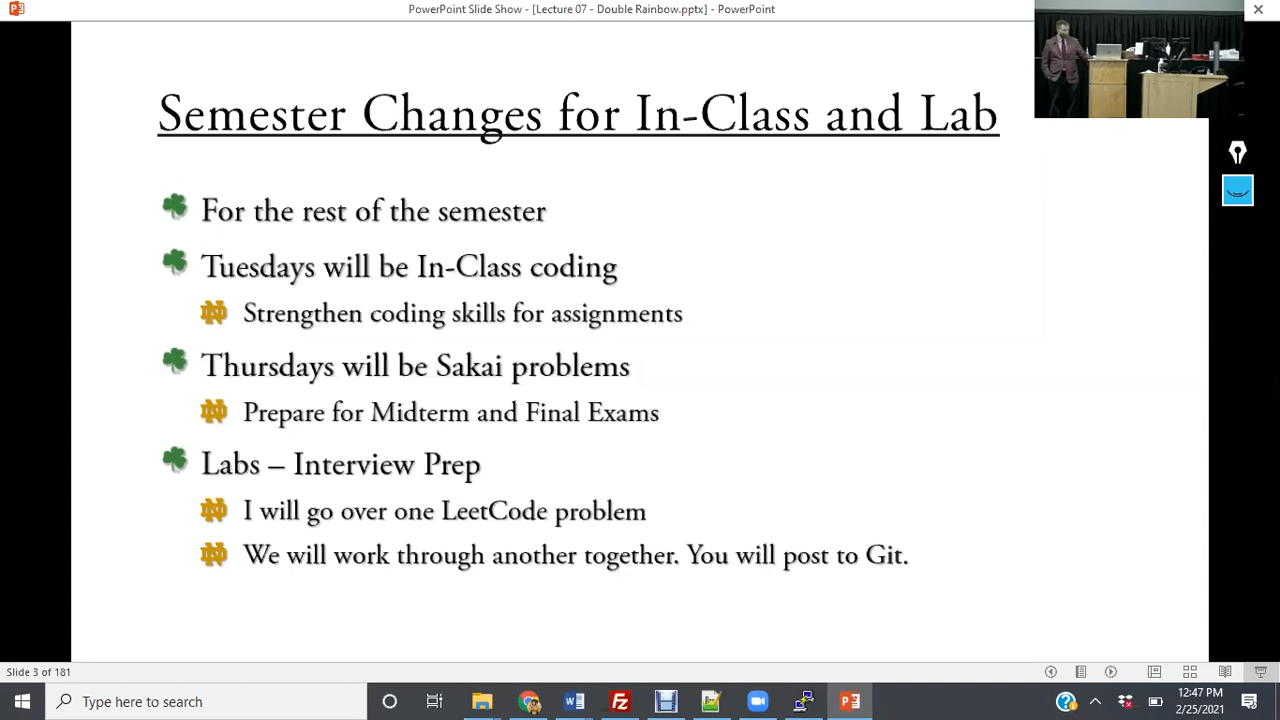 PowerPoint Slide Show - [Lecture 07 - Double Rainbow.pptx] - PowerPoint
Semester Changes for In-Class and Lab
For the rest of the semester
Tuesdays will be In-Class coding
Strengthen coding skills for assignments
Thursdays will be Sakai problems
Prepare for Midterm and Final Exams
Labs – Interview Prep
I will go over one LeetCode problem
We will work through another together. You will post to Git.
Slide 3 of 181
Type here to search
12:47 PM
2/25/2021